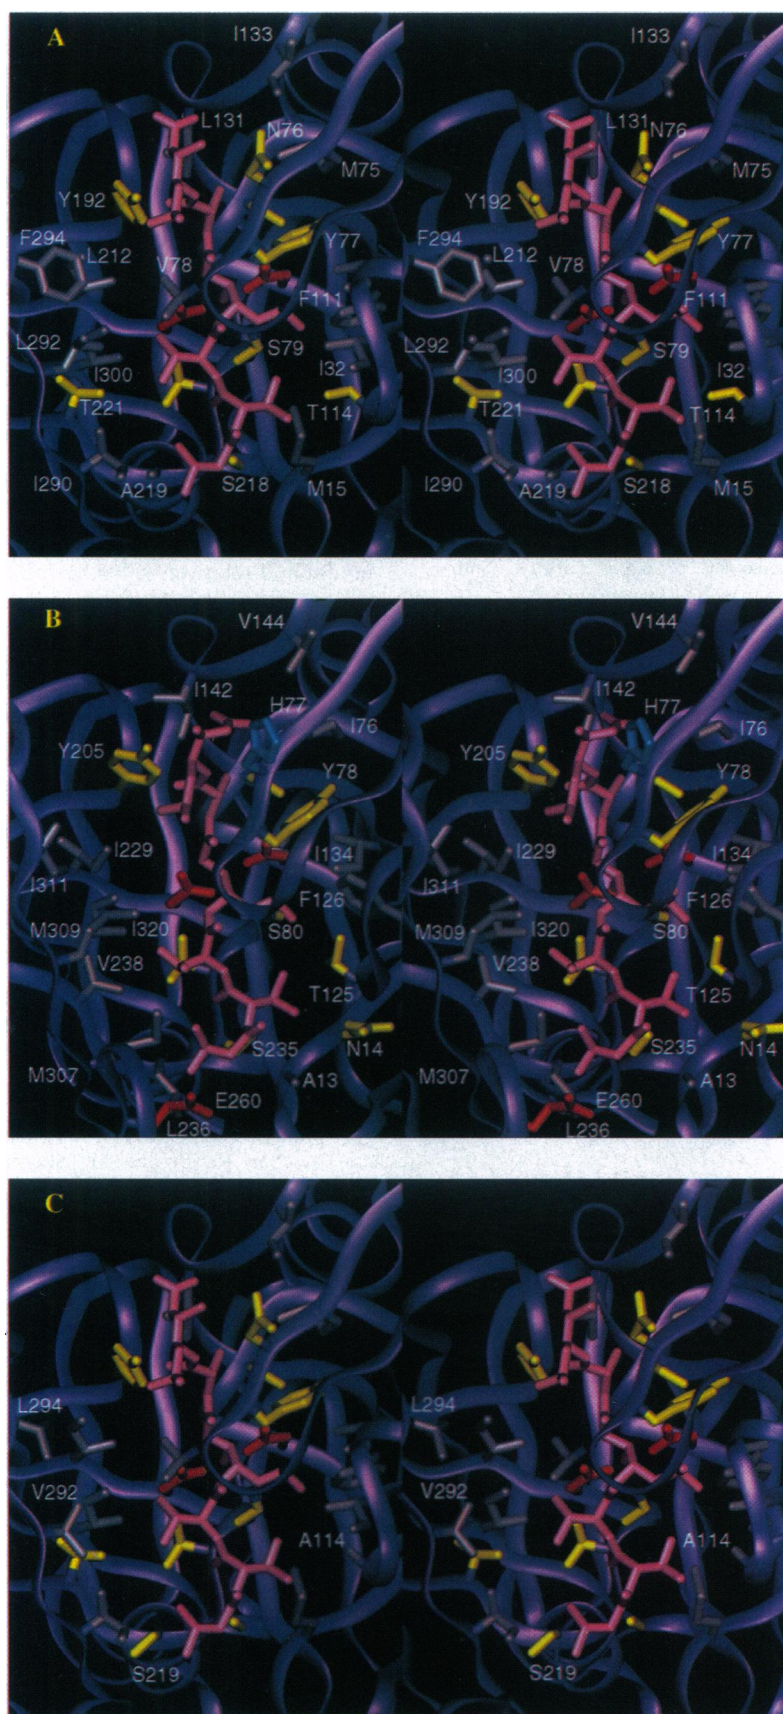 A
I133
I133
L131
N76
L131
N76
M75
M75
Y192
Y192
F294
L212
V78
Y77
F294
L212
V78
Y77
F111
F111
L292
I300
S79
I32
L292
I300
S79
I32
T221
T114
T221
T114
I290
A219
S218
M15
I290
A219
S218
M15
B
V144
V144
I142
H77
I142
H77
I76
I76
Y205
Y78
Y205
Y78
I311
I229
I134
I311
I229
I134
F126
F126
M309
I320
S80
M309
I320
S80
V238
T125
V238
T125
M307
S235
N14
M307
S235
N14
E260
A13
E260
A13
L236
L236
C
L294
L294
V292
A114
V292
A114
S219
S219